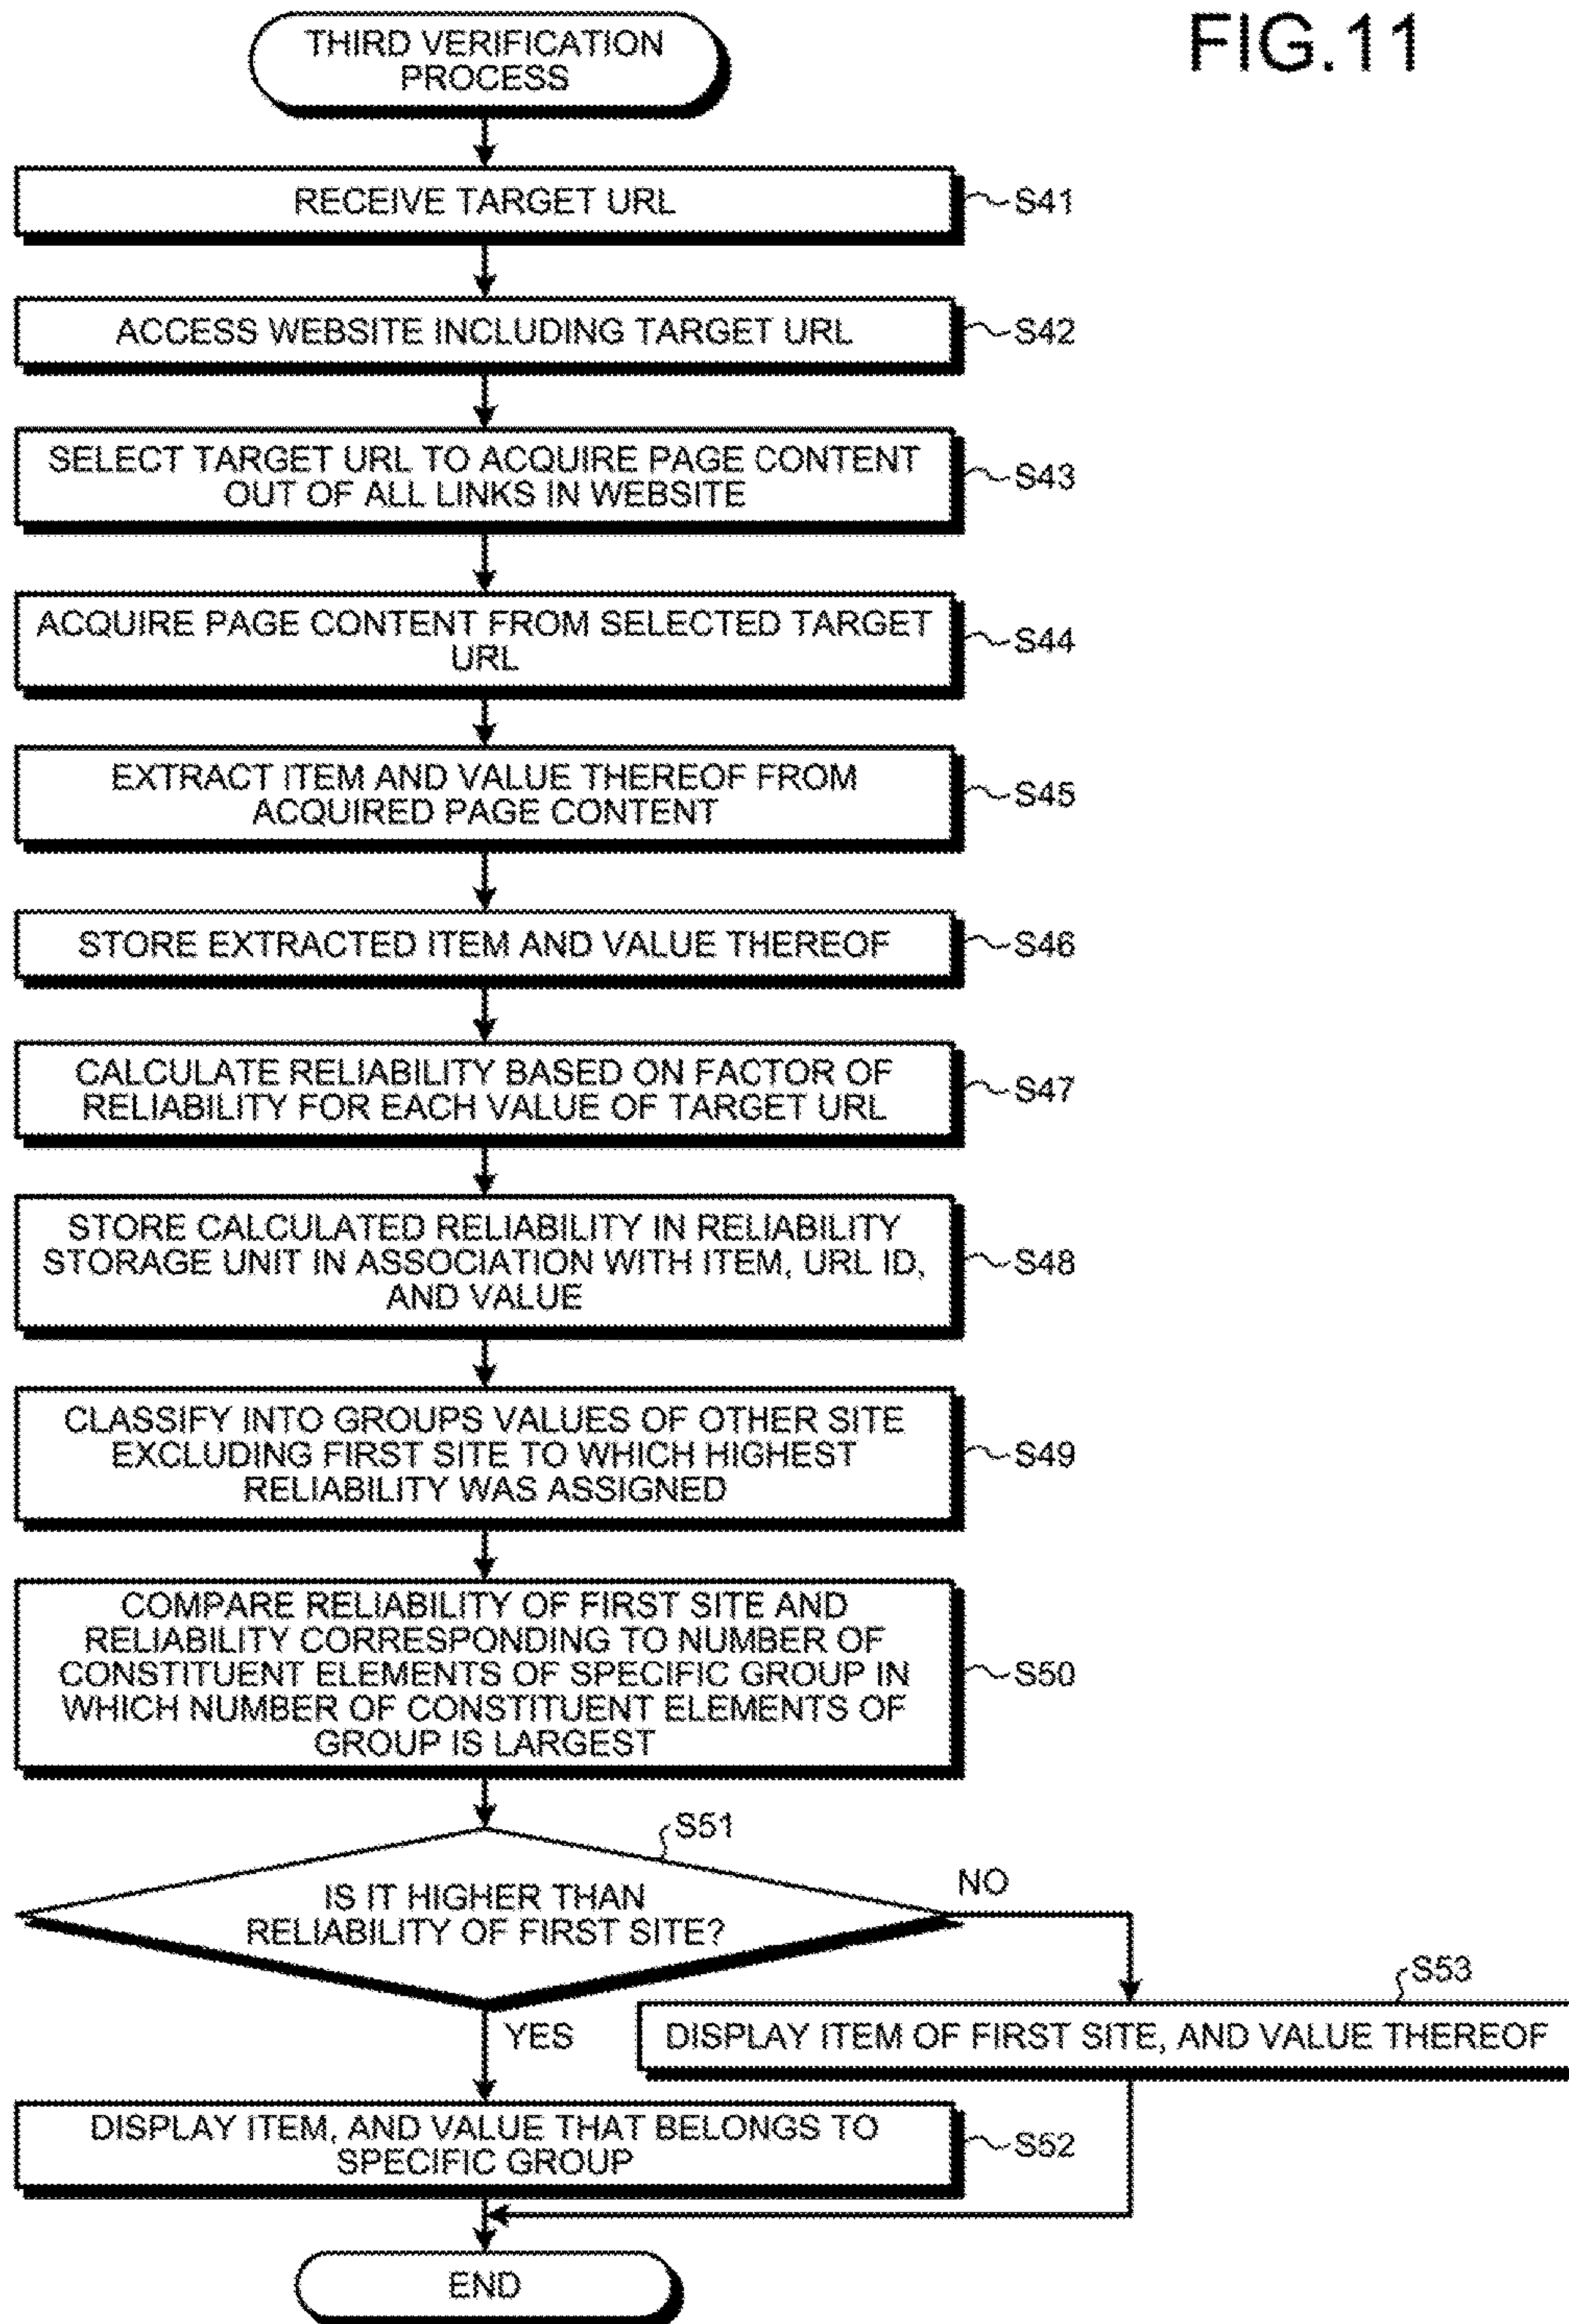 FIG.11
THIRD VERIFICATION
PROCESS
RECEIVE TARGET URL
S41
ACCESS WEBSITE INCLUDING TARGET URL
S42
SELECT TARGET URL TO ACQUIRE PAGE CONTENT
OUT OF ALL LINKS IN WEBSITE
S43
ACQUIRE PAGE CONTENT FROM SELECTED TARGET
URL
S44
EXTRACT ITEM AND VALUE THEREOF FROM
ACQUIRED PAGE CONTENT
S45
STORE EXTRACTED ITEM AND VALUE THEREOF
S46
CALCULATE RELIABILITY BASED ON FACTOR OF
RELIABILITY FOR EACH VALUE OF TARGET URL
S47
STORE CALCULATED RELIABILITY IN RELIABILITY
STORAGE UNIT IN ASSOCIATION WITH ITEM, URL ID,
AND VALUE
S48
CLASSIFY INTO GROUPS VALUES OF OTHER SITE
EXCLUDING FIRST SITE TO WHICH HIGHEST
RELIABILITY WAS ASSIGNED
S49
COMPARE RELIABILITY OF FIRST SITE AND
RELIABILITY CORRESPONDING TO NUMBER OF
CONSTITUENT ELEMENTS OF SPECIFIC GROUP IN
WHICH NUMBER OF CONSTITUENT ELEMENTS OF
GROUP IS LARGEST
S50
S51
IS IT HIGHER THAN
RELIABILITY OF FIRST SITE?
NO
YES
S53
DISPLAY ITEM OF FIRST SITE, AND VALUE THEREOF
DISPLAY ITEM, AND VALUE THAT BELONGS TO
SPECIFIC GROUP
S52
END